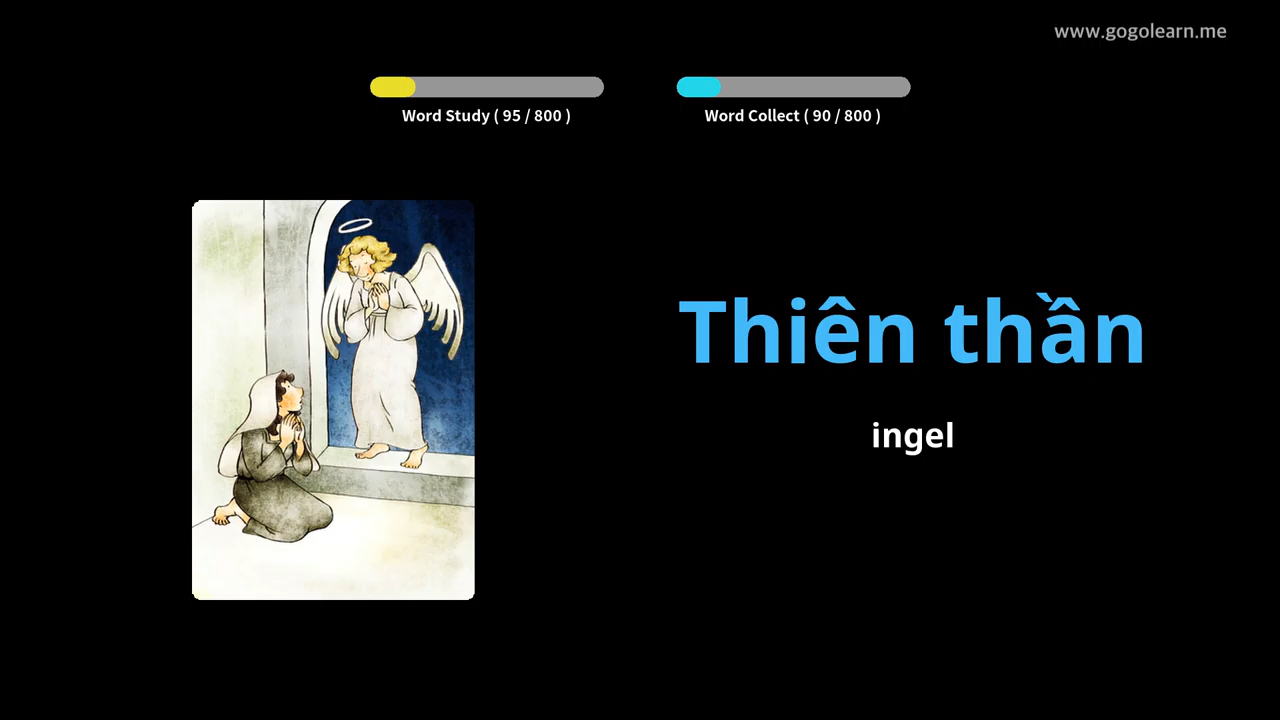 www.gogolearn.me
Word Study ( 95 / 800 )
Word Collect ( 90 / 800 )
Thiên thần
ingel